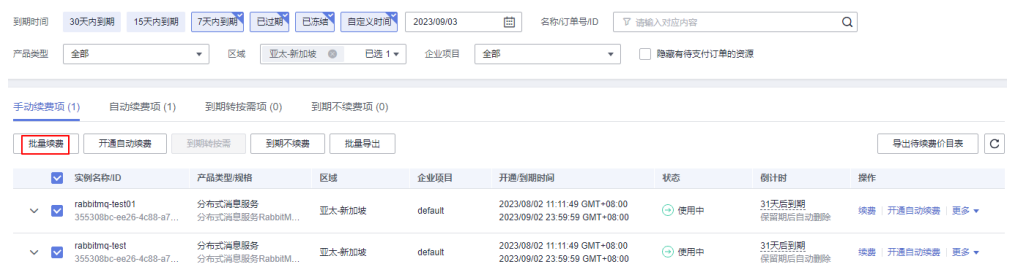 到期时间 30天内到期 15天内到期 7天内到期 已过期 已冻结 自定义时间 2023/09/03 名称/订单号/ID 请输入对应内容
产品类型 全部 区域 亚太-新加坡 已选 1 企业项目 全部 隐藏有待支付订单的资源
手动续费项 (1) 自动续费项 (1) 到期转按需项 (0) 到期不续费项 (0)
批量续费 开通自动续费 到期转按需 到期不续费 批量导出 导出待续费价目表
实例名称/ID 产品类型/规格 区域 企业项目 开通/到期时间 状态 倒计时 操作
rabbitmq-test01 分布式消息服务 亚太-新加坡 default 2023/08/02 11:11:49 GMT+08:00 使用中 31天后到期 续费 开通自动续费 更多
355308bc-ee26-4c88-a7... 分布式消息服务RabbitM... 2023/09/02 23:59:59 GMT+08:00 保留期后自动删除
rabbitmq-test 分布式消息服务 亚太-新加坡 default 2023/08/02 11:11:49 GMT+08:00 使用中 31天后到期 续费 开通自动续费 更多
355308bc-ee26-4c88-a7... 分布式消息服务RabbitM... 2023/09/02 23:59:59 GMT+08:00 保留期后自动删除